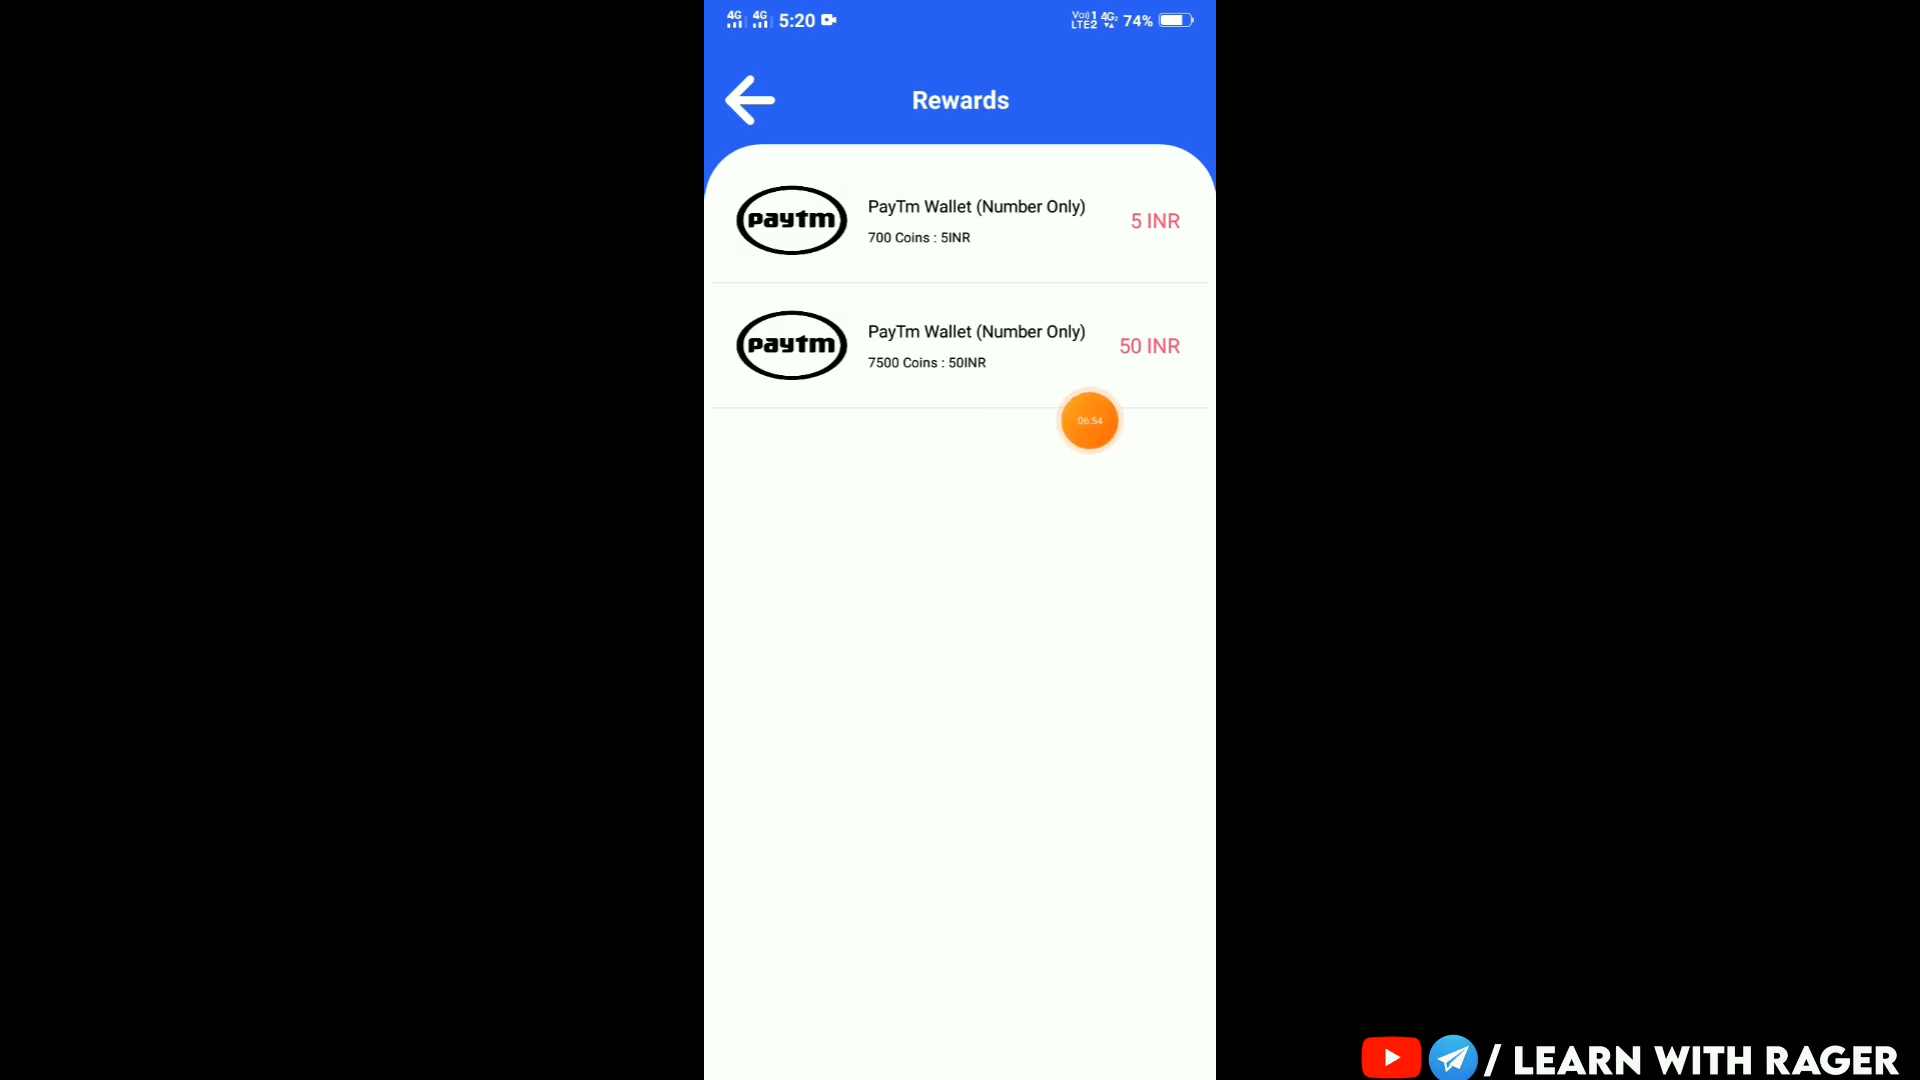 4G 4G 5:20
Vo)) 1 4G2 74%
LTE2
Rewards
paytm
PayTm Wallet (Number Only)
700 Coins : 5INR
5 INR
paytm
PayTm Wallet (Number Only)
7500 Coins : 50INR
50 INR
06:54
/ LEARN WITH RAGER